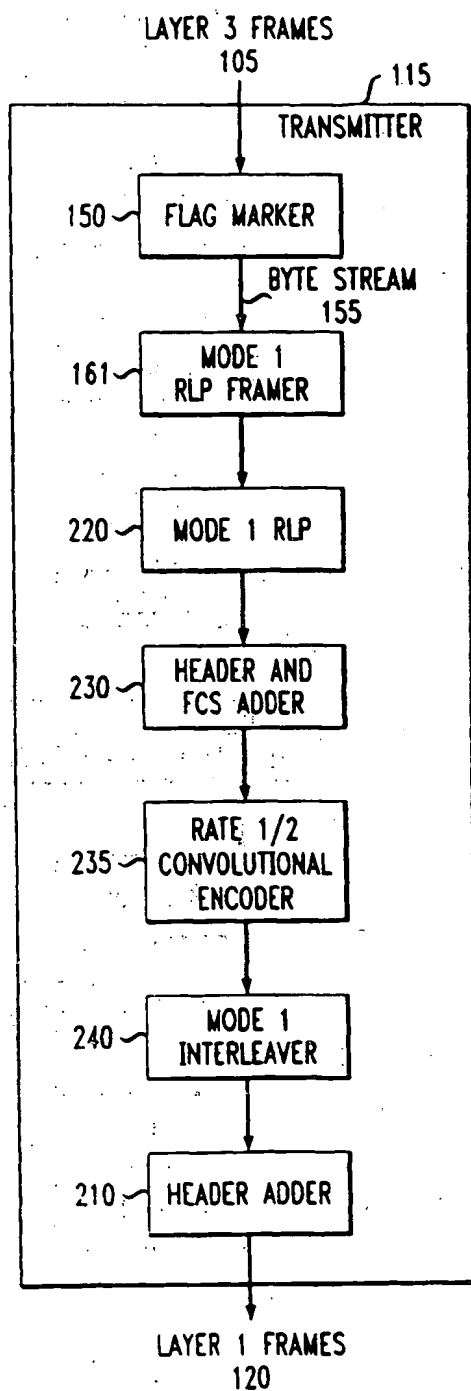 LAYER 3 FRAMES
105
115
TRANSMITTER
150
FLAG MARKER
BYTE STREAM
155
161
MODE 1
RLP FRAMER
220
MODE 1 RLP
230
HEADER AND
FCS ADDER
235
RATE 1/2
CONVOLUTIONAL
ENCODER
240
MODE 1
INTERLEAVER
210
HEADER ADDER
LAYER 1 FRAMES
120